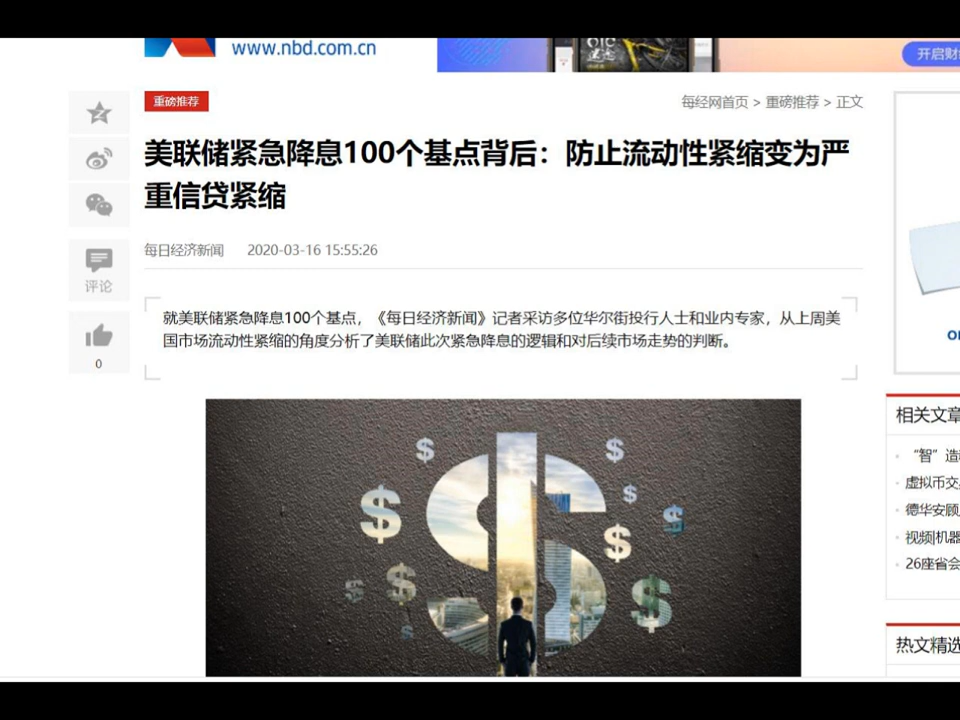 www.nbd.com.cn
开启财
重磅推荐
每经网首页 > 重磅推荐 > 正文
美联储紧急降息100个基点背后：防止流动性紧缩变为严
重信贷紧缩
每日经济新闻 2020-03-16 15:55:26
评论
0
就美联储紧急降息100个基点，《每日经济新闻》记者采访多位华尔街投行人士和业内专家，从上周美
国市场流动性紧缩的角度分析了美联储此次紧急降息的逻辑和对后续市场走势的判断。
相关文章
“智”造
虚拟币交
德华安顾
视频|机器
26座省会
热文精选